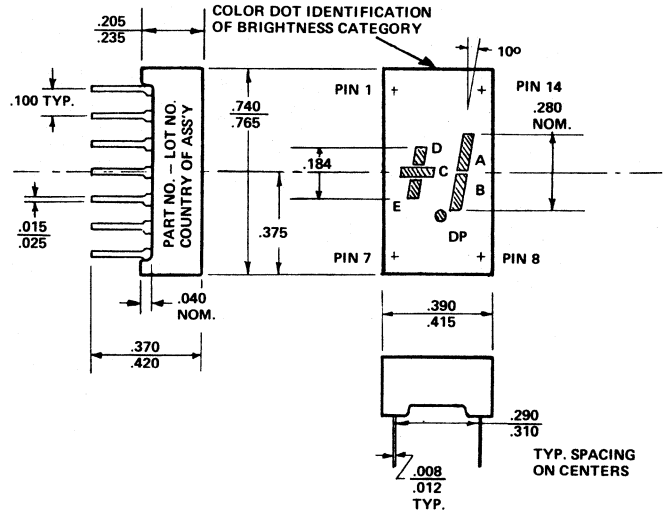 COLOR DOT IDENTIFICATION
OF BRIGHTNESS CATEGORY
.205
.235
10º
PIN 1
PIN 14
.100 TYP.
.740
.765
.280
NOM.
PART NO. – LOT NO.
COUNTRY OF ASS'Y
D
A
.184
C
B
E
.015
.025
.375
DP
PIN 7
PIN 8
.040
NOM.
.390
.415
.370
.420
.290
.310
TYP. SPACING
ON CENTERS
.008
.012
TYP.